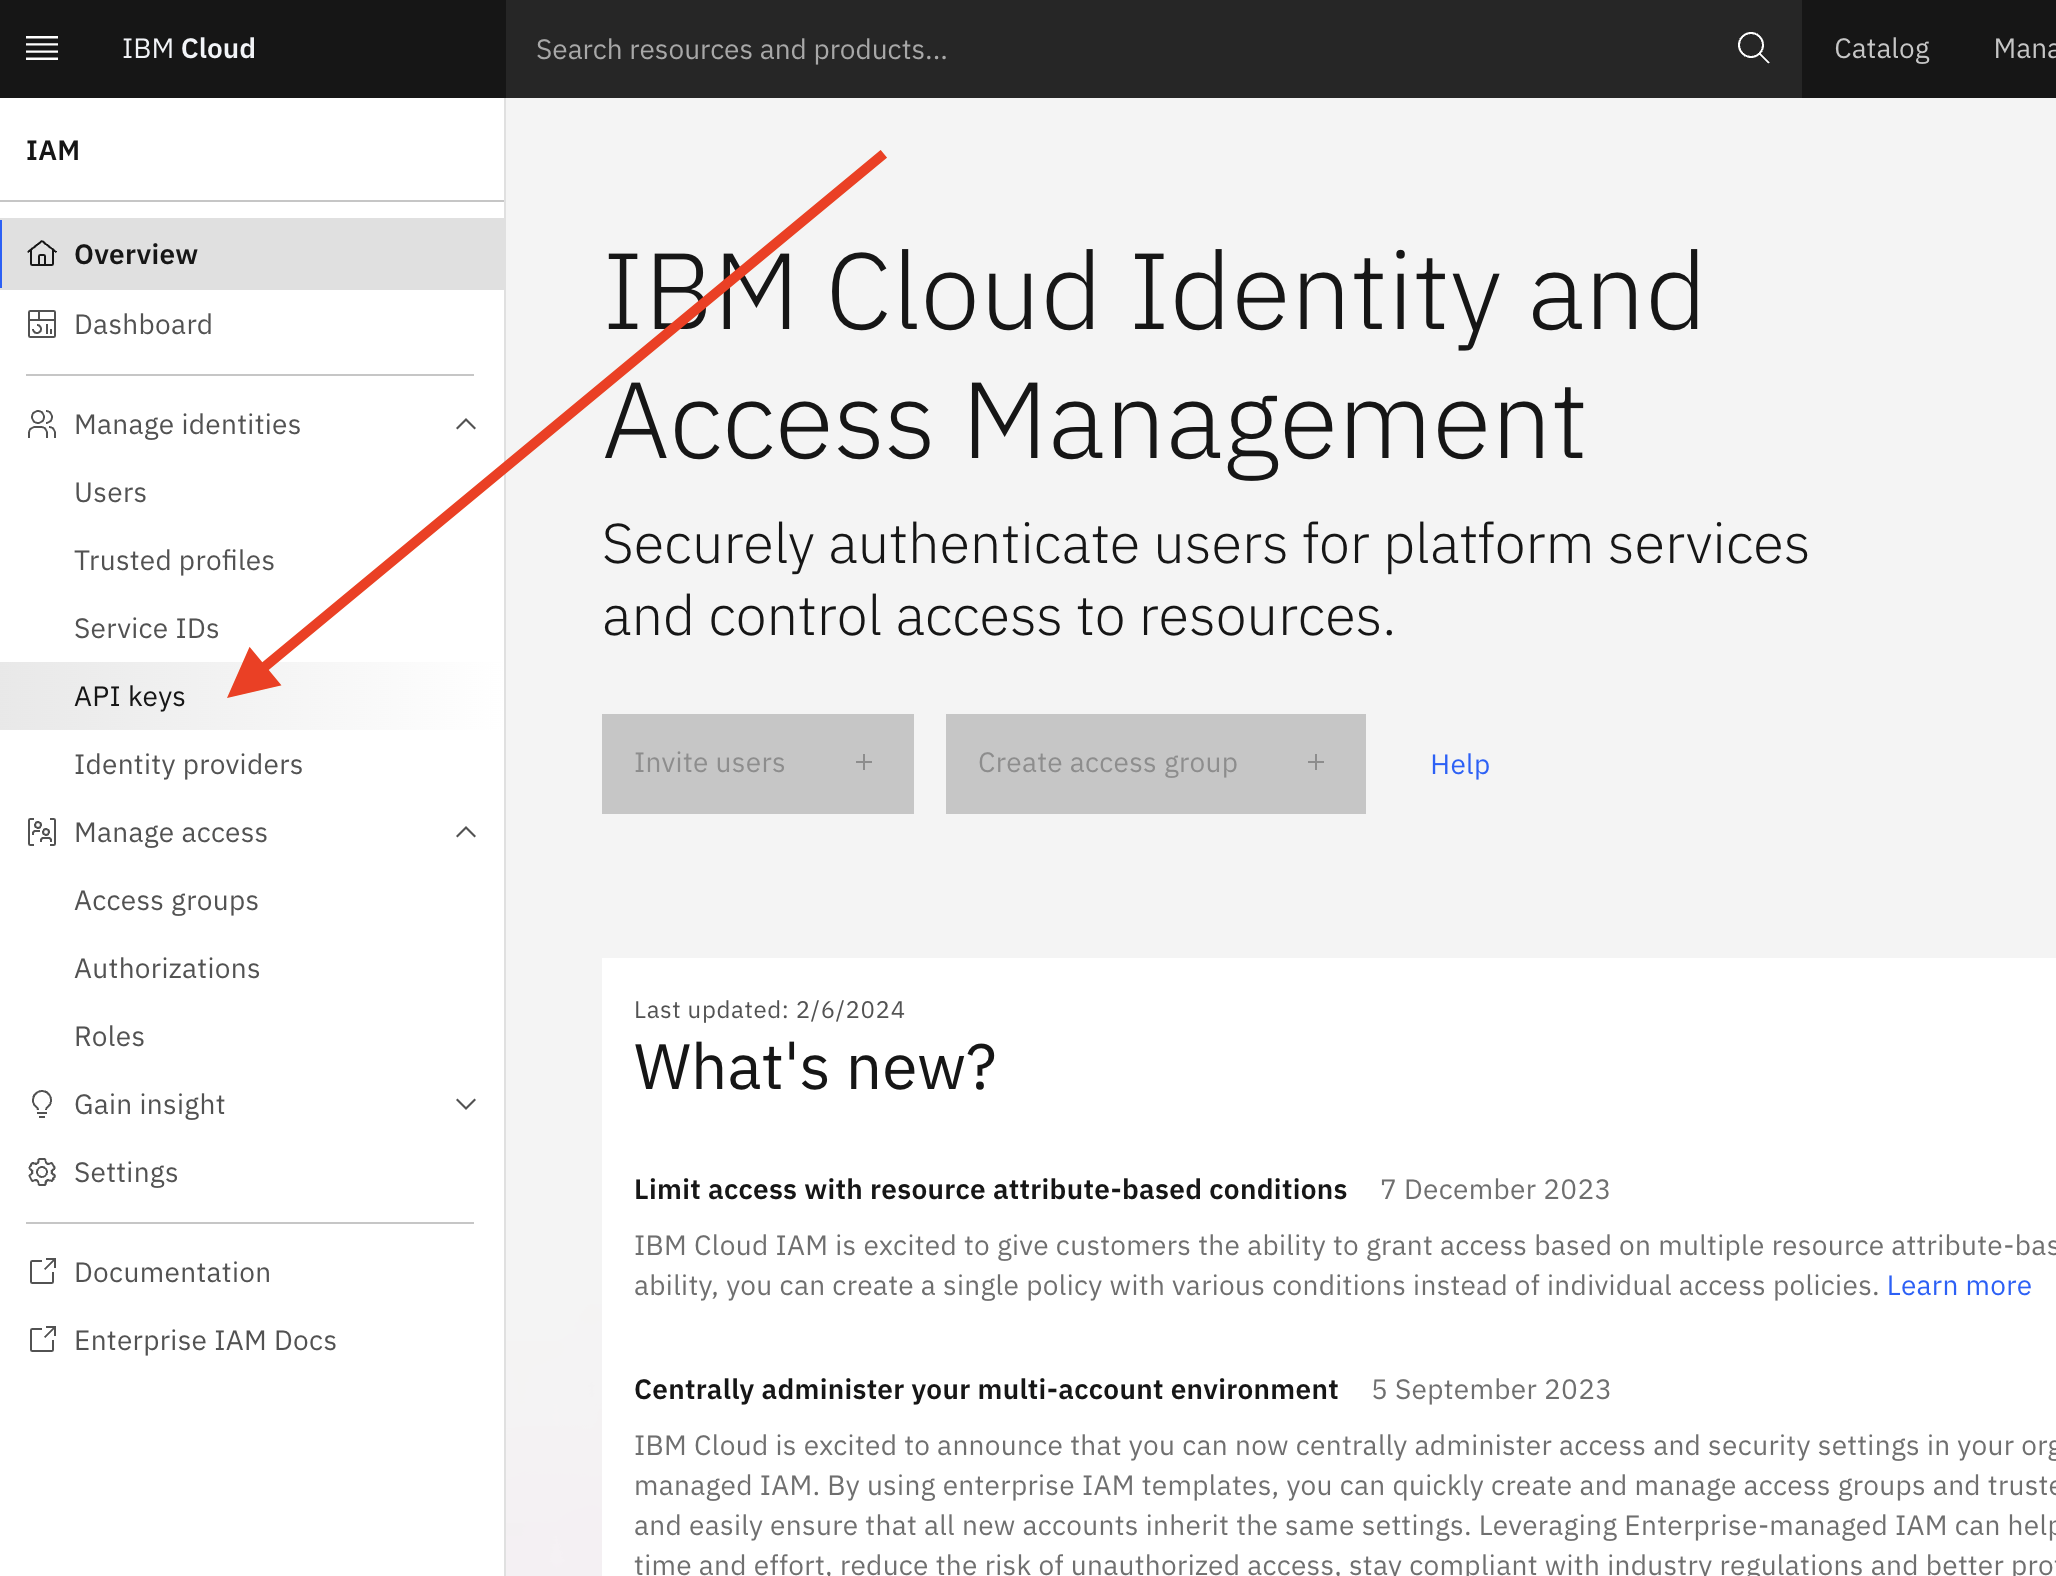 IBM Cloud
Search resources and products...
Catalog
Mana
IAM
Overview
Dashboard
Manage identities
Users
Trusted profiles
Service IDs
API keys
Identity providers
Manage access
Access groups
Authorizations
Roles
Gain insight
Settings
Documentation
Enterprise IAM Docs
IBM Cloud Identity and
Access Management
Securely authenticate users for platform services
and control access to resources.
Invite users +
Create access group +
Help
Last updated: 2/6/2024
What's new?
Limit access with resource attribute-based conditions 7 December 2023
IBM Cloud IAM is excited to give customers the ability to grant access based on multiple resource attribute-bas
ability, you can create a single policy with various conditions instead of individual access policies. Learn more
Centrally administer your multi-account environment 5 September 2023
IBM Cloud is excited to announce that you can now centrally administer access and security settings in your org
managed IAM. By using enterprise IAM templates, you can quickly create and manage access groups and truste
and easily ensure that all new accounts inherit the same settings. Leveraging Enterprise-managed IAM can help
time and effort, reduce the risk of unauthorized access, stay compliant with industry regulations and better pro